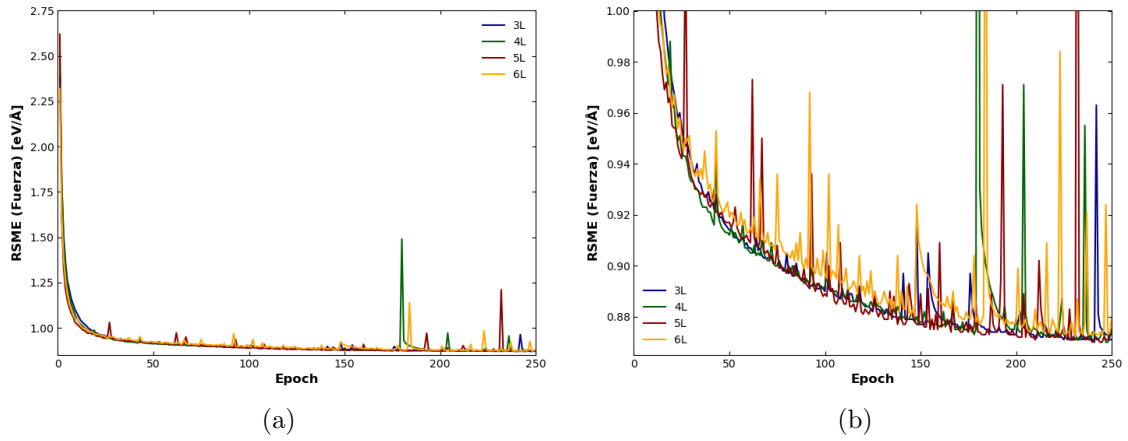 2.75
2.50
2.25
2.00
1.75
1.50
1.25
1.00
RSME (Fuerza) [eV/Å]
0
50
100
150
200
250
Epoch
3L
4L
5L
6L
(a)
1.00
0.98
0.96
0.94
0.92
0.90
0.88
RSME (Fuerza) [eV/Å]
0
50
100
150
200
250
Epoch
3L
4L
5L
6L
(b)